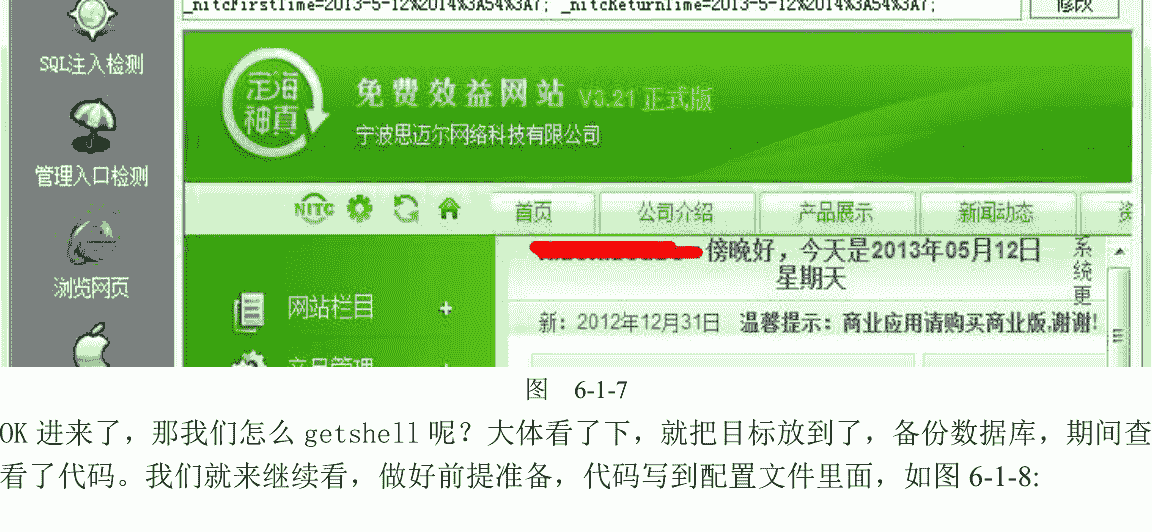 _nitcFirstTime=2013-5-12%2014%3A54%3A7; _nitcReturnTime=2013-5-12%2014%3A54%3A7;
修改
SQL注入检测
管理入口检测
浏览网页
定海
神真
免费效益网站 V3.21 正式版
宁波思迈尔网络科技有限公司
NITC
首页 公司介绍 产品展示 新闻动态 资
傍晚好，今天是2013年05月12日
星期天
系
统
更
新：2012年12月31日 温馨提示：商业应用请购买商业版,谢谢!
网站栏目 +
产品管理
图 6-1-7
OK 进来了，那我们怎么 getshell 呢？大体看了下，就把目标放到了，备份数据库，期间查
看了代码。我们就来继续看，做好前提准备，代码写到配置文件里面，如图 6-1-8: